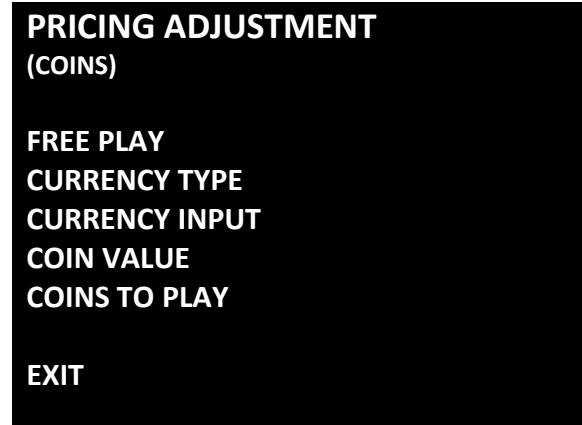 PRICING ADJUSTMENT
(COINS)
FREE PLAY
CURRENCY TYPE
CURRENCY INPUT
COIN VALUE
COINS TO PLAY
EXIT